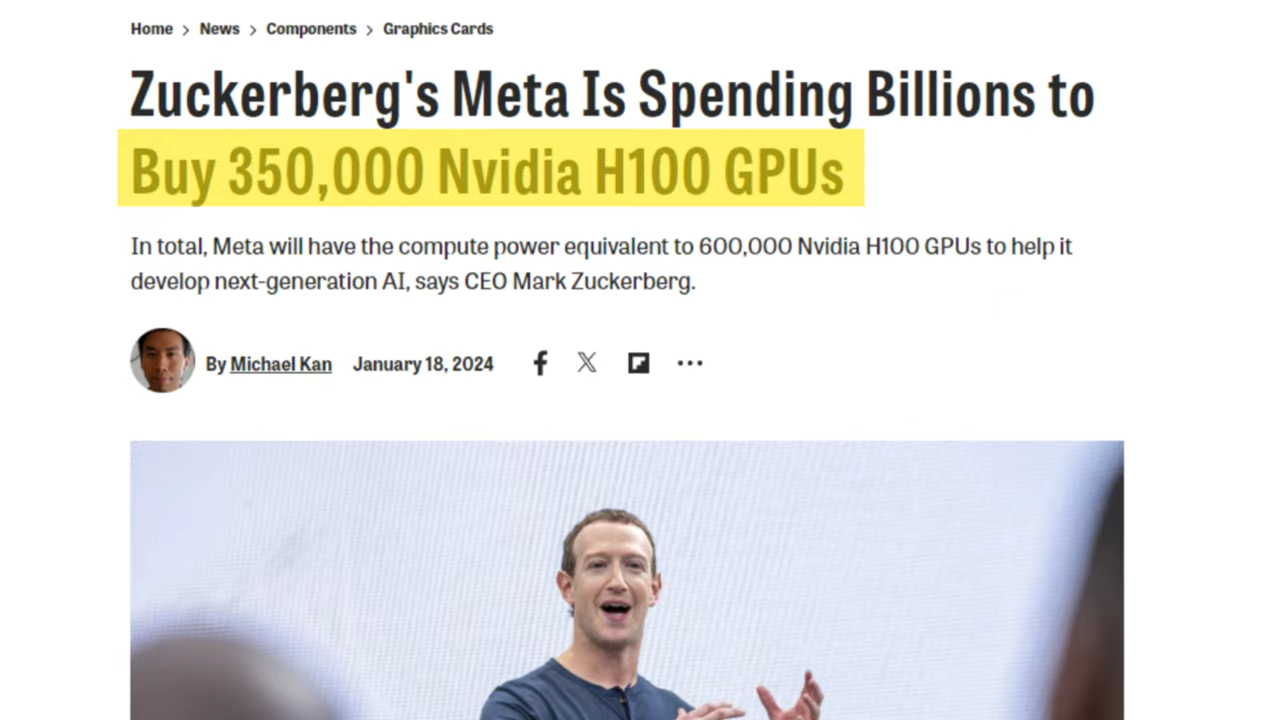 Home > News > Components > Graphics Cards
Zuckerberg's Meta Is Spending Billions to
Buy 350,000 Nvidia H100 GPUs
In total, Meta will have the compute power equivalent to 600,000 Nvidia H100 GPUs to help it
develop next-generation AI, says CEO Mark Zuckerberg.
By Michael Kan January 18, 2024